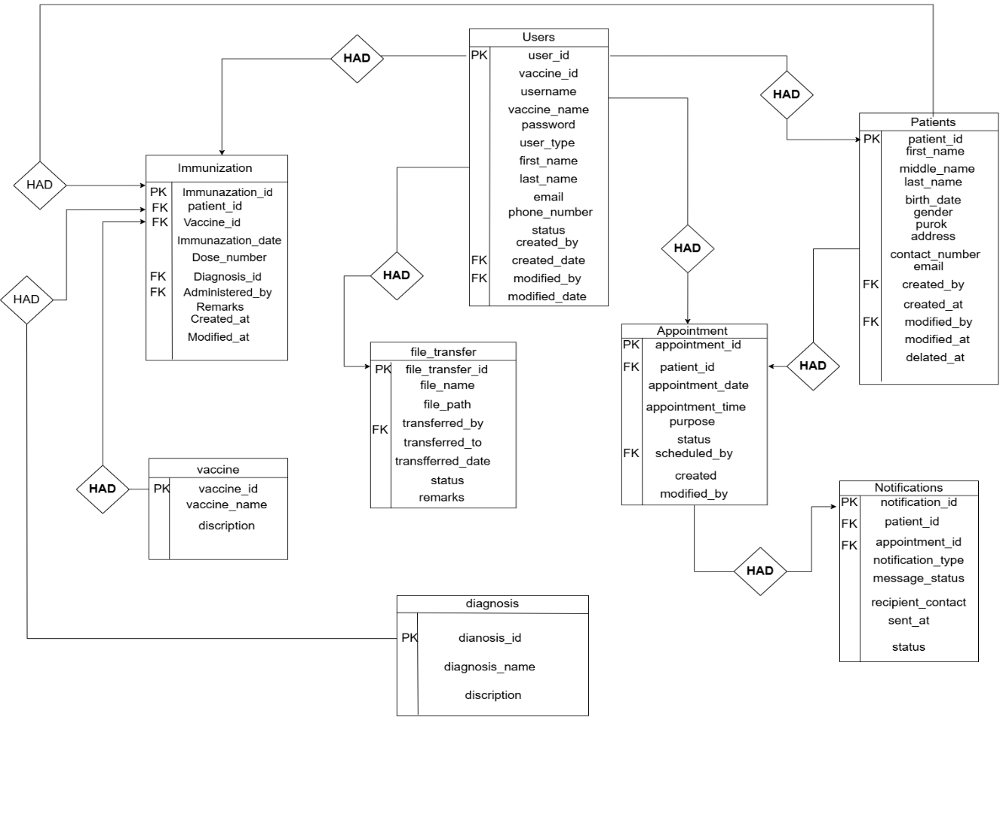 Users
PK user_id
vaccine_id
username
vaccine_name
password
user_type
first_name
last_name
email
phone_number
status
created_by
FK created_date
FK modified_by
modified_date
HAD
HAD
HAD
HAD
Patients
PK patient_id
first_name
middle_name
last_name
birth_date
gender
purok
address
contact_number
email
FK created_by
created_at
FK modified_by
modified_at
delated_at
HAD
HAD
HAD
Immunization
PK Immunazation_id
FK patient_id
FK Vaccine_id
Immunazation_date
Dose_number
FK Diagnosis_id
FK Administered_by
Remarks
Created_at
Modified_at
file_transfer
PK file_transfer_id
file_name
file_path
FK transferred_by
transferred_to
transfferred_date
status
remarks
Appointment
PK appointment_id
FK patient_id
appointment_date
appointment_time
purpose
status
FK scheduled_by
created
modified_by
HAD
vaccine
PK vaccine_id
vaccine_name
discription
HAD
Notifications
PK notification_id
FK patient_id
FK appointment_id
notification_type
message_status
recipient_contact
sent_at
status
diagnosis
PK dianosis_id
diagnosis_name
discription